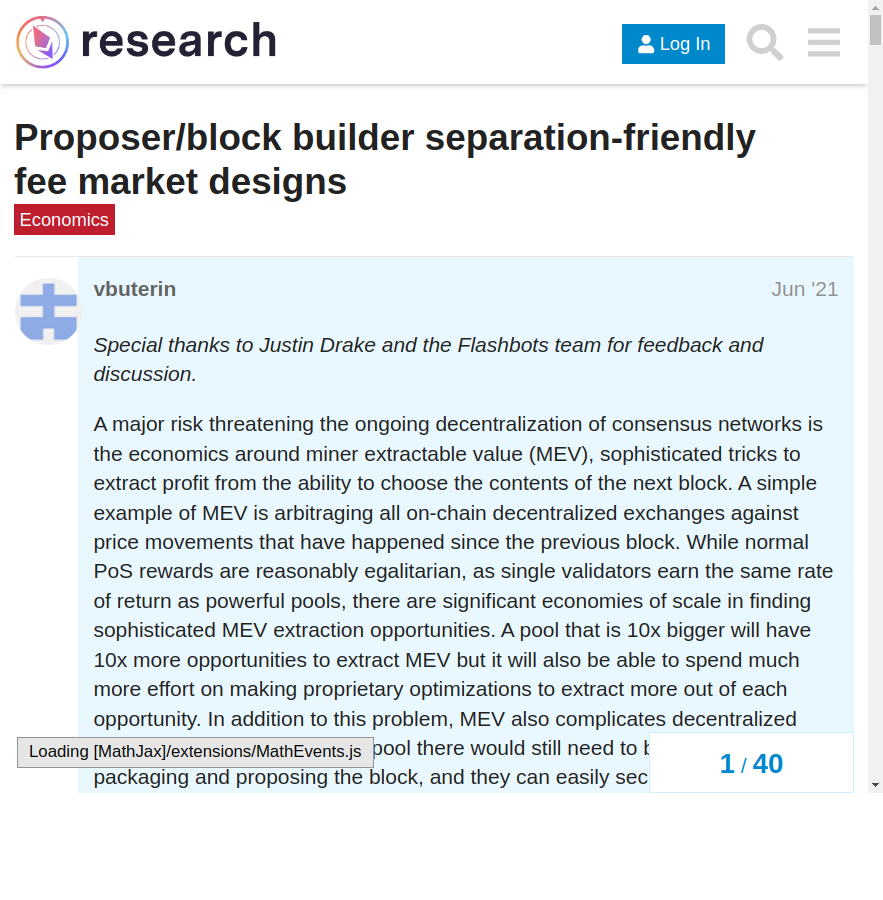 research
Log In
Proposer/block builder separation-friendly
fee market designs
Economics
vbuterin
Jun '21
Special thanks to Justin Drake and the Flashbots team for feedback and
discussion.
A major risk threatening the ongoing decentralization of consensus networks is
the economics around miner extractable value (MEV), sophisticated tricks to
extract profit from the ability to choose the contents of the next block. A simple
example of MEV is arbitraging all on-chain decentralized exchanges against
price movements that have happened since the previous block. While normal
PoS rewards are reasonably egalitarian, as single validators earn the same rate
of return as powerful pools, there are significant economies of scale in finding
sophisticated MEV extraction opportunities. A pool that is 10x bigger will have
10x more opportunities to extract MEV but it will also be able to spend much
more effort on making proprietary optimizations to extract more out of each
opportunity. In addition to this problem, MEV also complicates decentralized
pool there would still need to
packaging and proposing the block, and they can easily
Loading [MathJax]/extensions/MathEvents.js
1 / 40